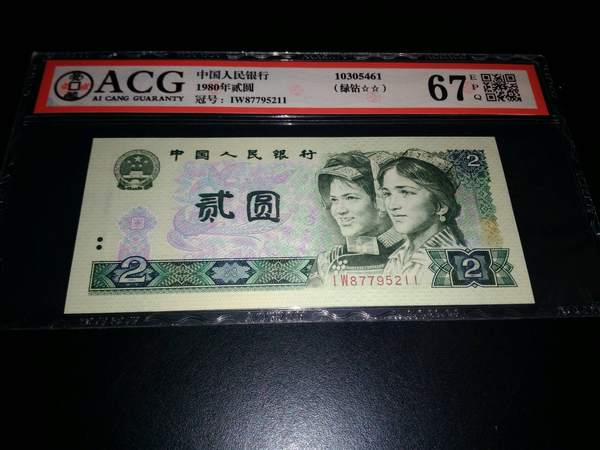 ACG
AI CANG GUARANTY
中国人民银行
1980年贰圆
冠号：IW87795211
10305461
（绿钻☆☆）
67
EPQ
中国人民银行
2
贰圆
2
2
IW87795211